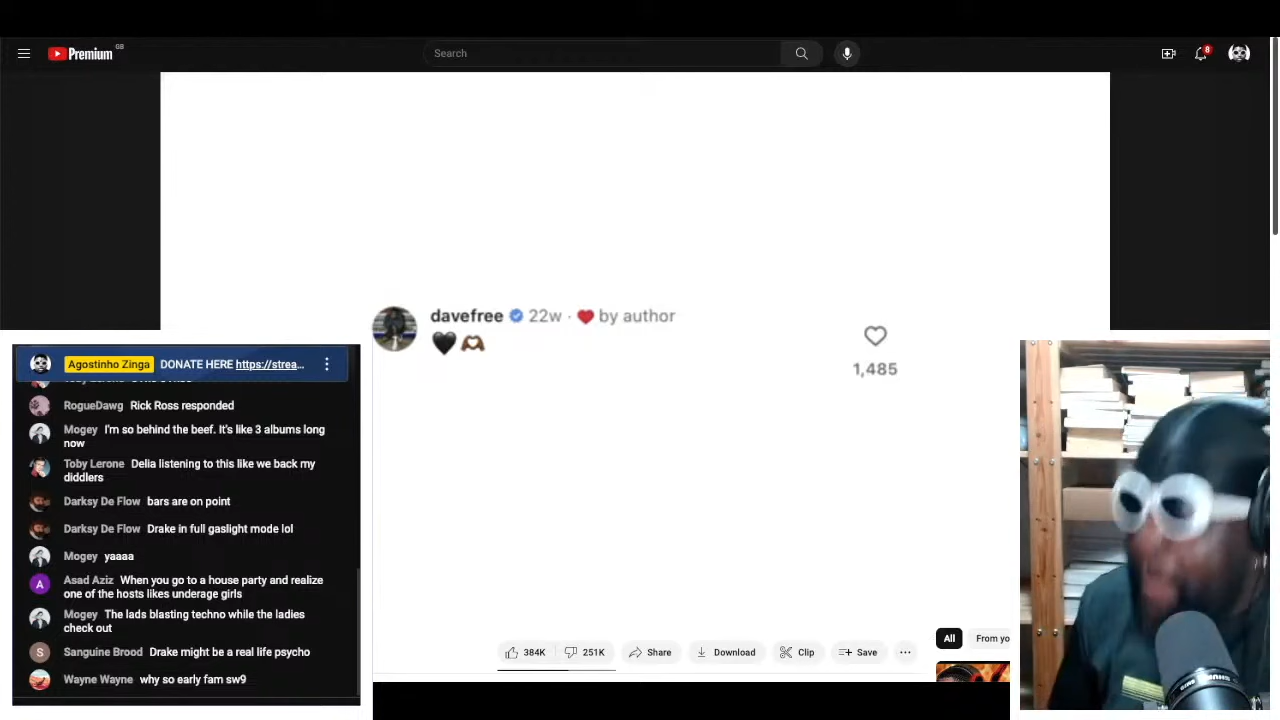 Premium GB
Search
8
davefree 22w · by author
1,485
Agostinho Zinga DONATE HERE https://strea...
RogueDawg Rick Ross responded
Mogey I'm so behind the beef. It's like 3 albums long
now
Toby Lerone Delia listening to this like we back my
diddlers
Darksy De Flow bars are on point
Darksy De Flow Drake in full gaslight mode lol
Mogey yaaaa
A
Asad Aziz When you go to a house party and realize
one of the hosts likes underage girls
Mogey The lads blasting techno while the ladies
check out
S
Sanguine Brood Drake might be a real life psycho
Wayne Wayne why so early fam sw9
384K 251K Share Download Clip Save ...
All From yo